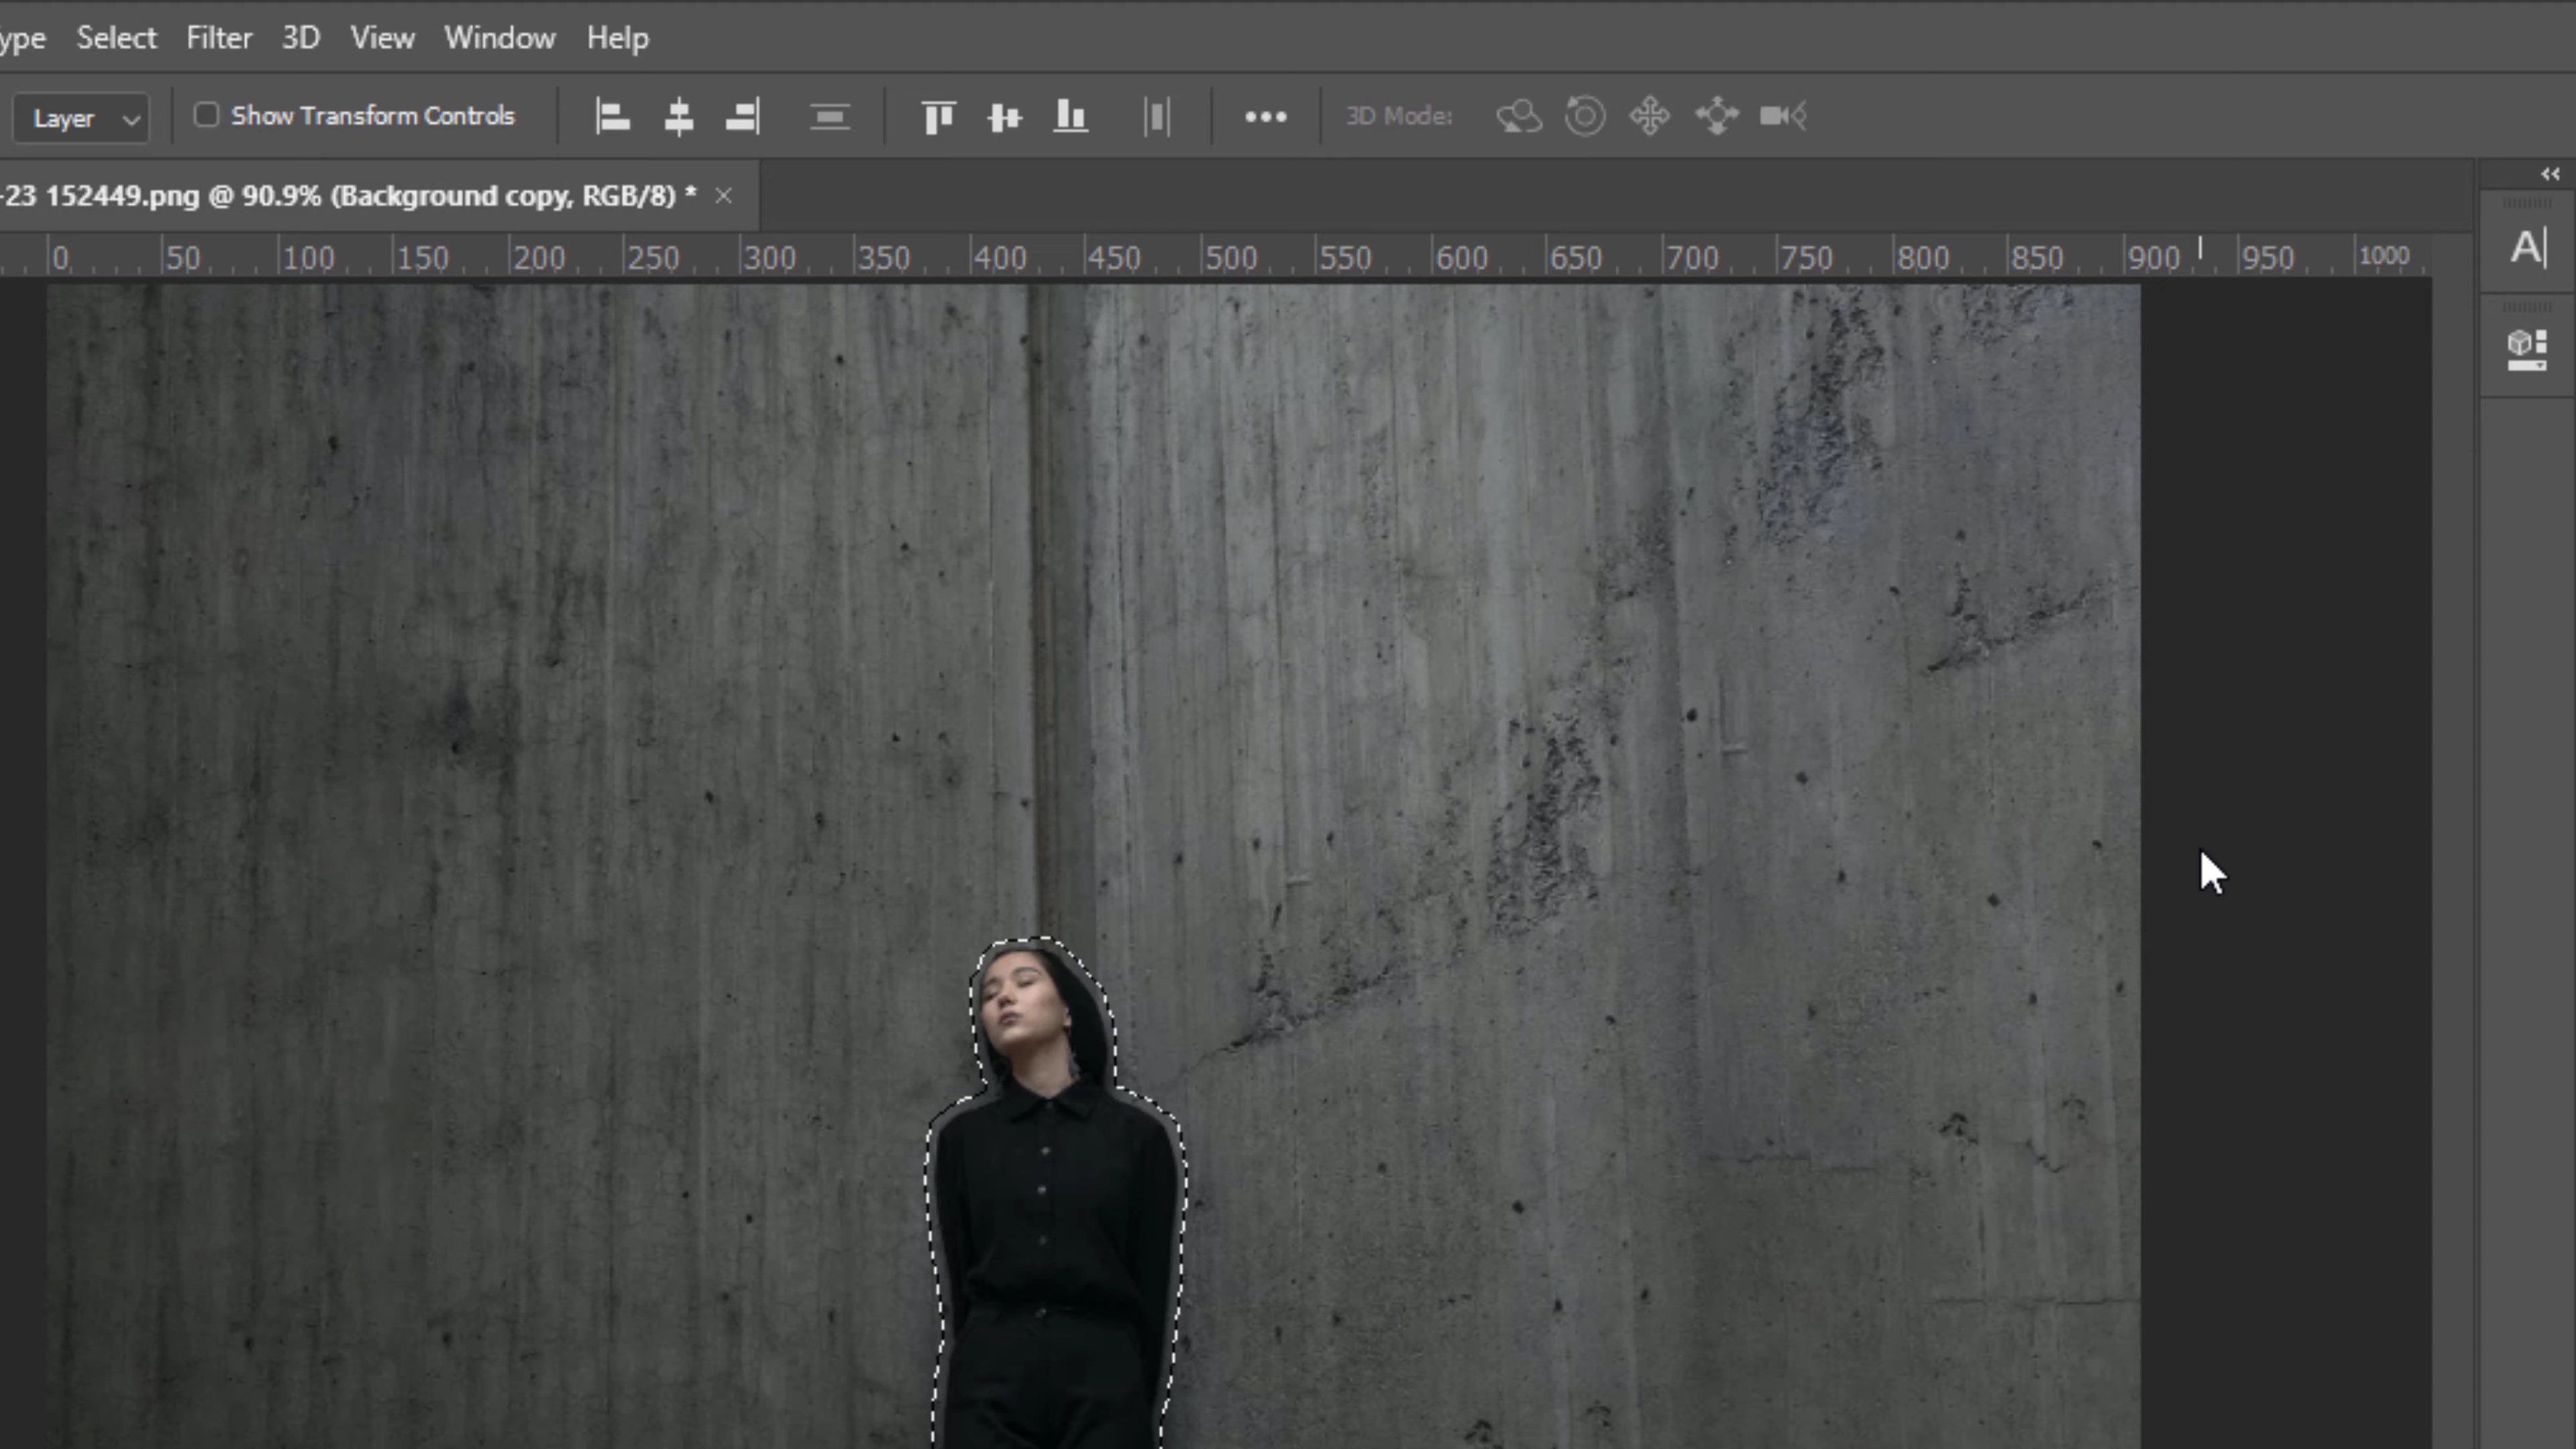 ype Select Filter 3D View Window Help
Layer Show Transform Controls 3D Mode:
-23 152449.png @ 90.9% (Background copy, RGB/8) * ×
0 50 100 150 200 250 300 350 400 450 500 550 600 650 700 750 800 850 900 950 1000
A